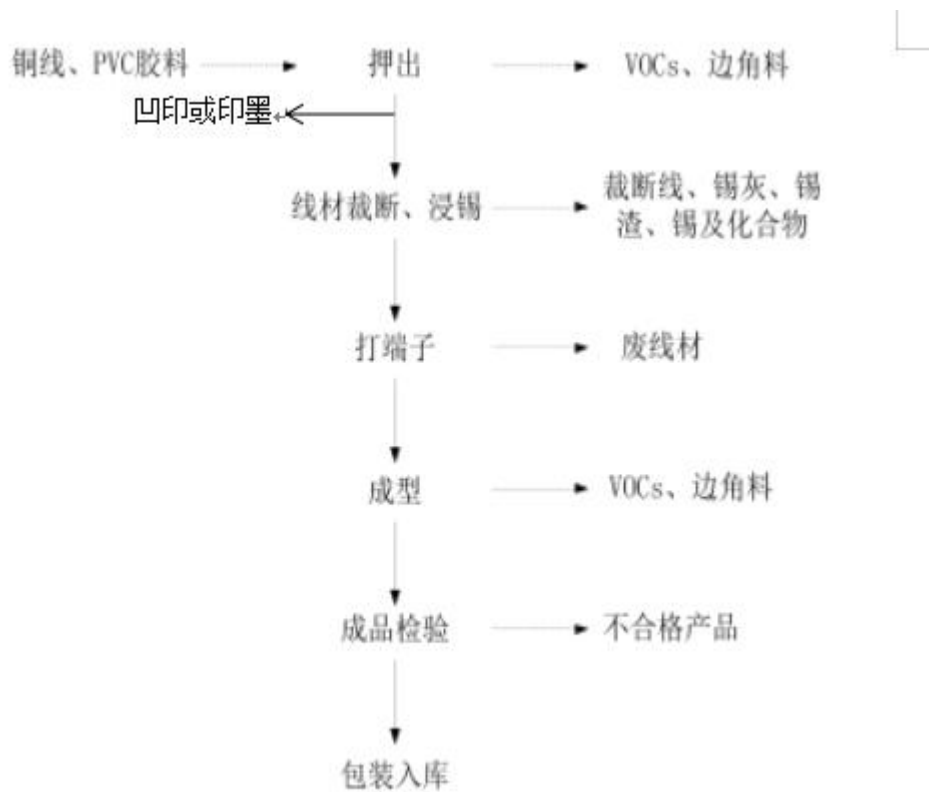 铜线、PVC胶料 押出 VOCs、边角料
凹印或印墨
线材裁断、浸锡 裁断线、锡灰、锡
渣、锡及化合物
打端子 废线材
成型 VOCs、边角料
成品检验 不合格产品
包装入库